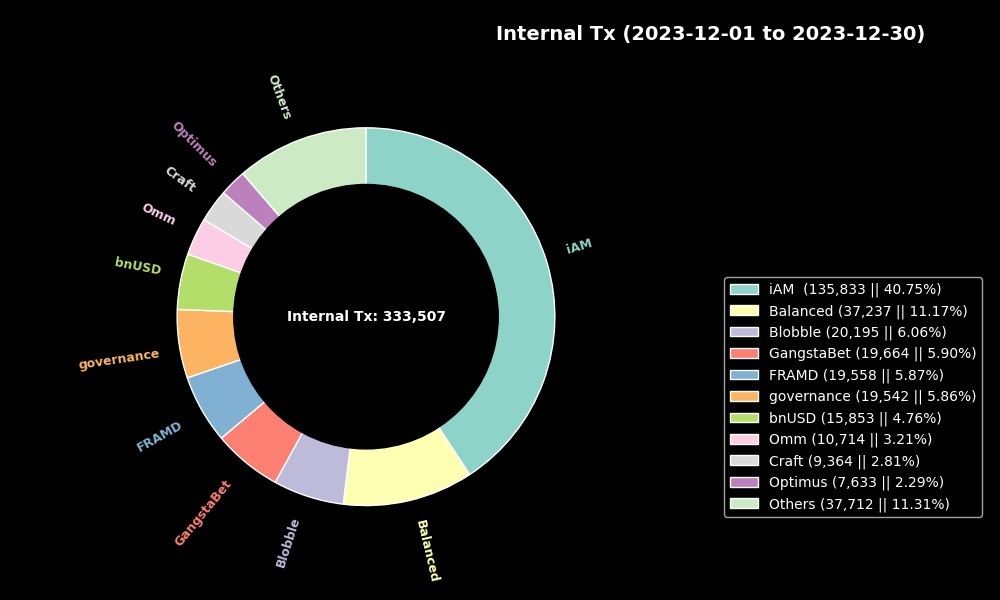 Internal Tx (2023-12-01 to 2023-12-30)
Others
Optimus
Craft
Omm
bnUSD
governance
FRAMD
GangstaBet
Blobble
Balanced
iAM
Internal Tx: 333,507
iAM  (135,833 || 40.75%)
Balanced (37,237 || 11.17%)
Blobble (20,195 || 6.06%)
GangstaBet (19,664 || 5.90%)
FRAMD (19,558 || 5.87%)
governance (19,542 || 5.86%)
bnUSD (15,853 || 4.76%)
Omm (10,714 || 3.21%)
Craft (9,364 || 2.81%)
Optimus (7,633 || 2.29%)
Others (37,712 || 11.31%)